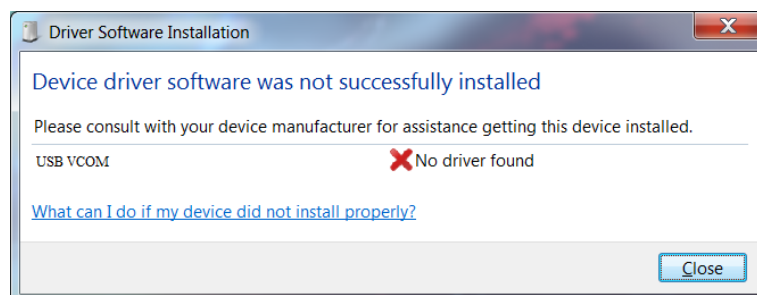 Driver Software Installation
Device driver software was not successfully installed
Please consult with your device manufacturer for assistance getting this device installed.
USB VCOM No driver found
What can I do if my device did not install properly?
Close